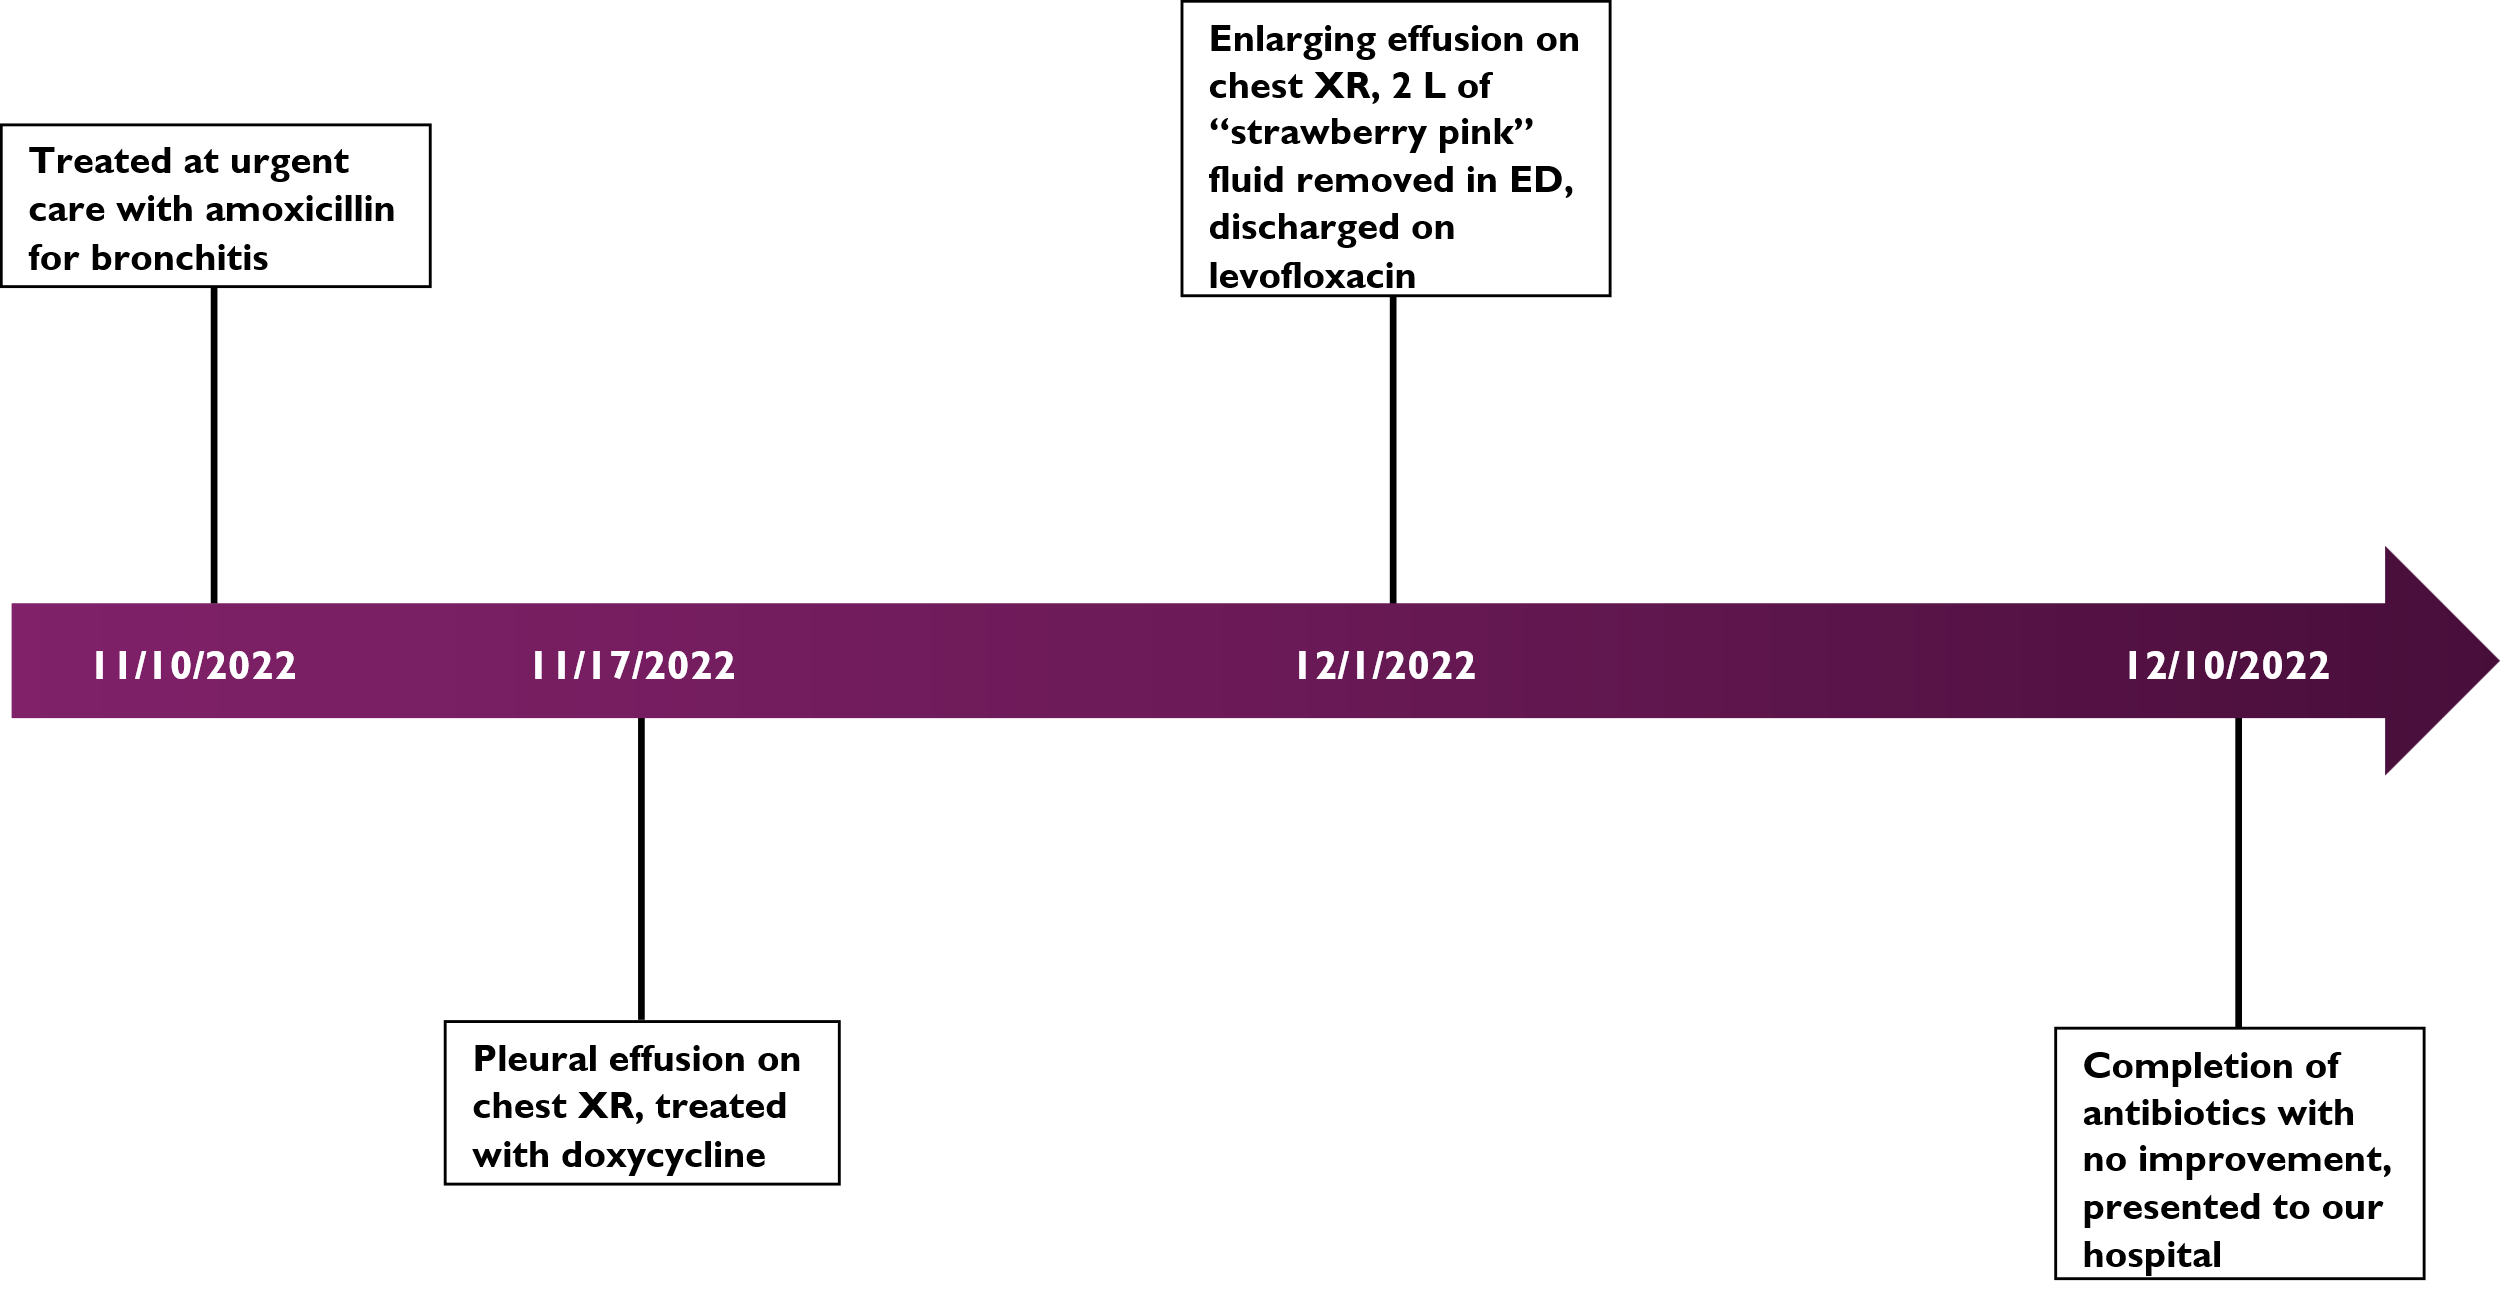 Enlarging effusion on
chest XR, 2 L of
“strawberry pink”
fluid removed in ED,
discharged on
levofloxacin
Treated at urgent
care with amoxicillin
for bronchitis
11/10/2022
11/17/2022
12/1/2022
12/10/2022
Pleural effusion on
chest XR, treated
with doxycycline
Completion of
antibiotics with
no improvement,
presented to our
hospital